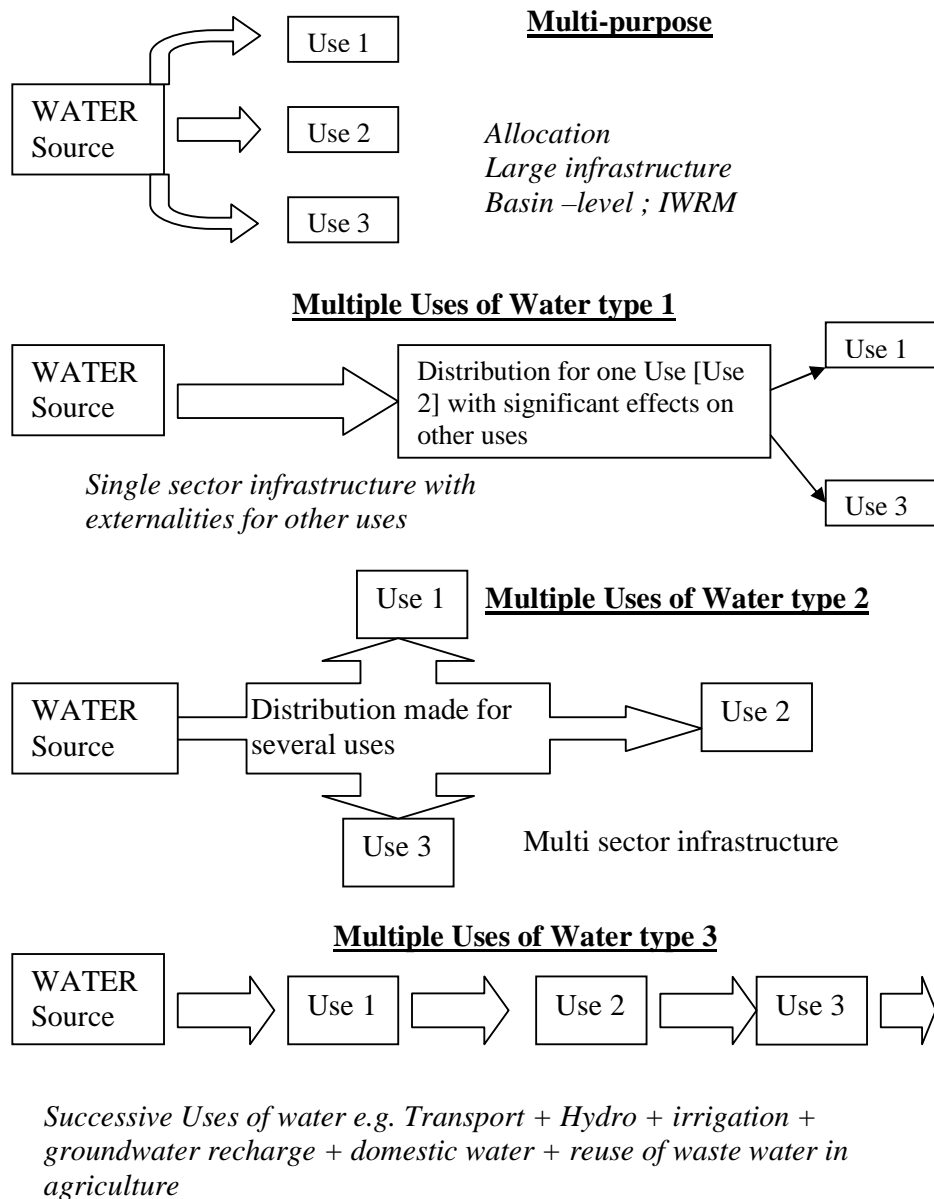 Multi-purpose
Use 1
WATER
Source
Use 2
Use 3
Allocation
Large infrastructure
Basin –level ; IWRM
Multiple Uses of Water type 1
WATER
Source
Distribution for one Use [Use
2] with significant effects on
other uses
Use 1
Use 3
Single sector infrastructure with
externalities for other uses
Multiple Uses of Water type 2
Use 1
WATER
Source
Distribution made for
several uses
Use 2
Use 3
Multi sector infrastructure
Multiple Uses of Water type 3
WATER
Source
Use 1
Use 2
Use 3
Successive Uses of water e.g. Transport + Hydro + irrigation +
groundwater recharge + domestic water + reuse of waste water in
agriculture